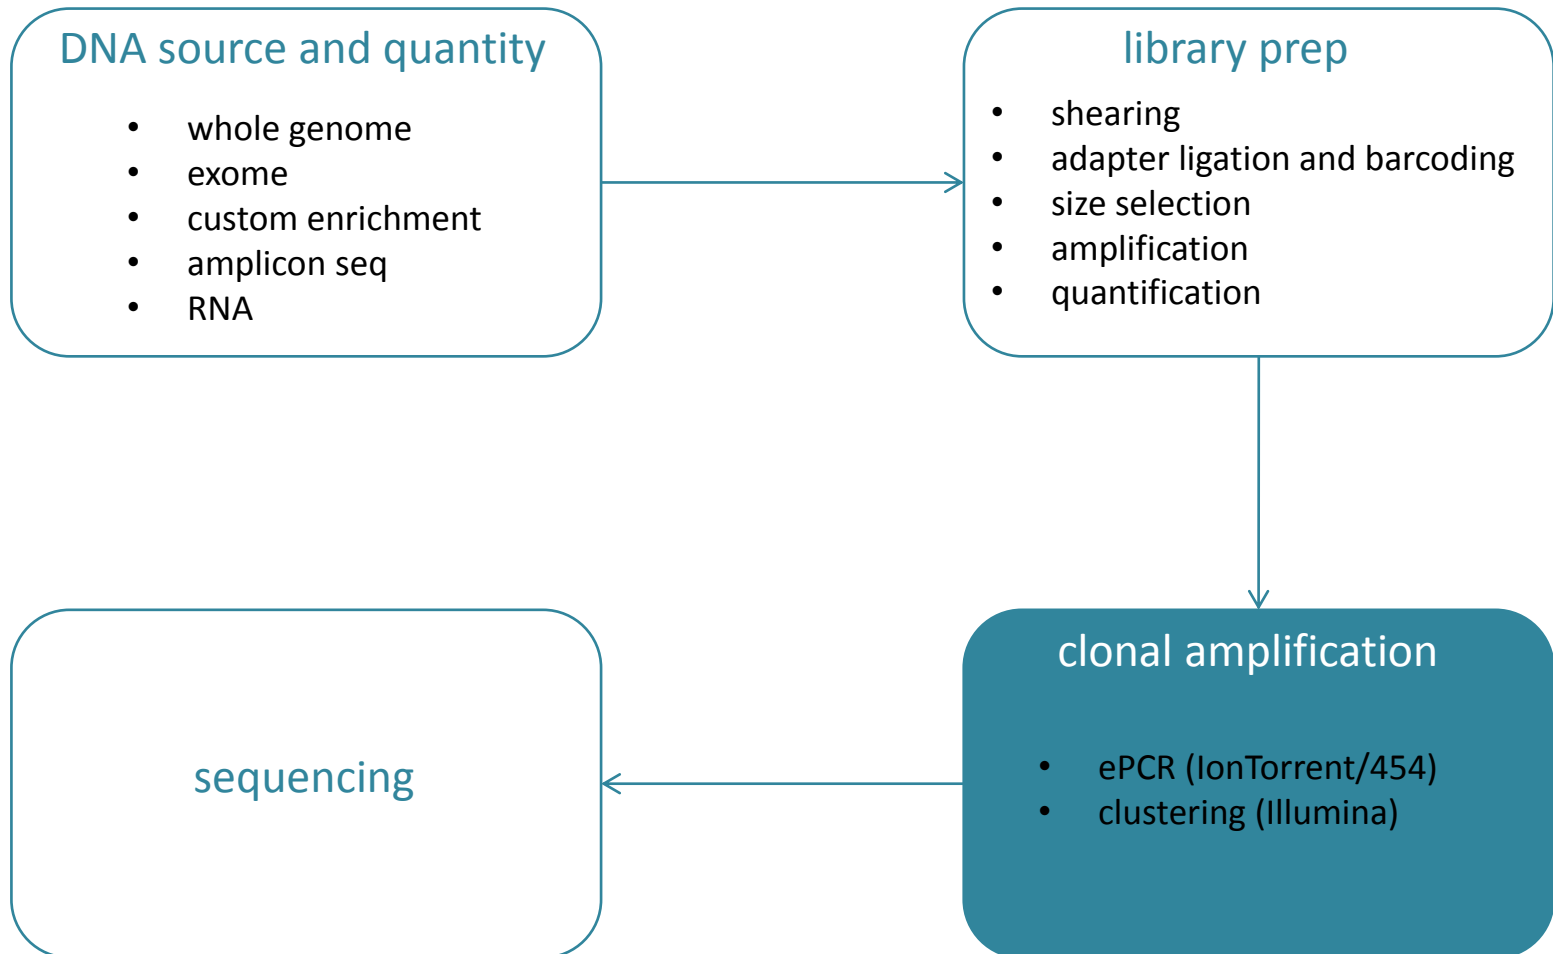 DNA source and quantity
• whole genome
• exome
• custom enrichment
• amplicon seq
• RNA
library prep
• shearing
• adapter ligation and barcoding
• size selection
• amplification
• quantification
clonal amplification
• ePCR (IonTorrent/454)
• clustering (Illumina)
sequencing